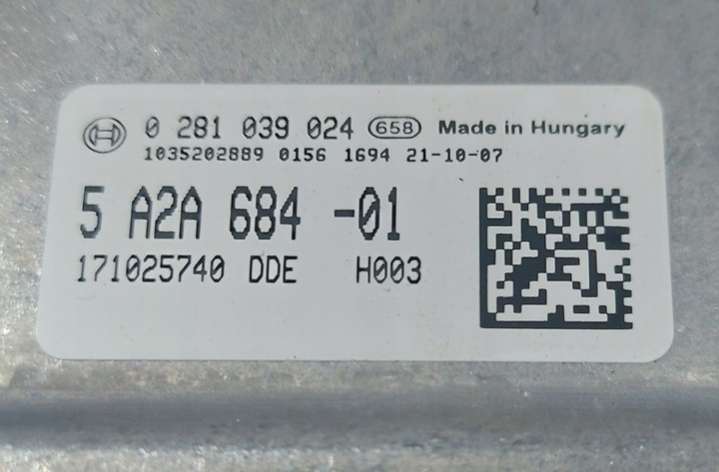 0 281 039 024 658 Made in Hungary
1035202889 0156 1694 21-10-07
5 A2A 684 -01
171025740 DDE H003